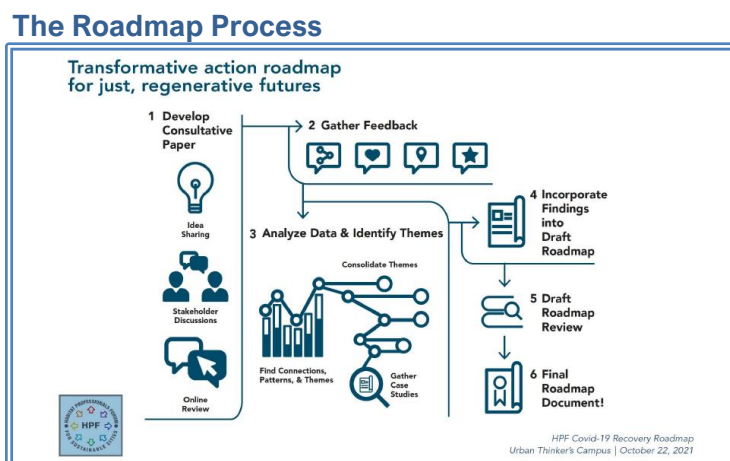 The Roadmap Process
Transformative action roadmap
for just, regenerative futures
1 Develop
Consultative
Paper
Idea
Sharing
Stakeholder
Discussions
Online
Review
2 Gather Feedback
3 Analyze Data & Identify Themes
Consolidate Themes
Find Connections,
Patterns, & Themes
Gather
Case
Studies
4 Incorporate
Findings
into
Draft
Roadmap
5 Draft
Roadmap
Review
6 Final
Roadmap
Document!
HPF
HPF Covid-19 Recovery Roadmap
Urban Thinker's Campus | October 22, 2021